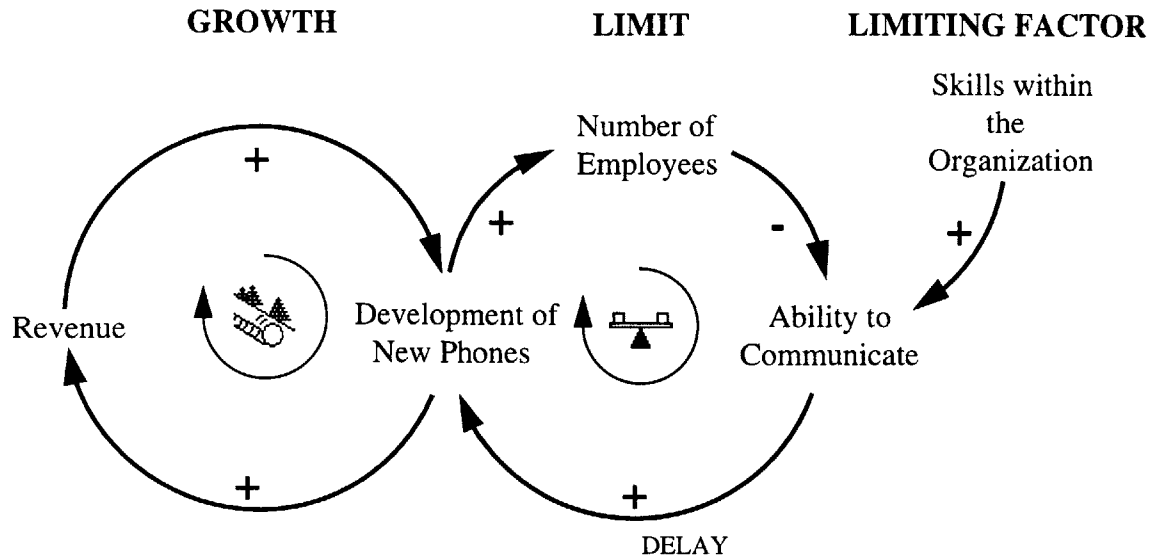 GROWTH
LIMIT
LIMITING FACTOR
Skills within
the
Organization
Number of
Employees
+
+
-
+
Revenue
Development of
New Phones
Ability to
Communicate
+
+
DELAY